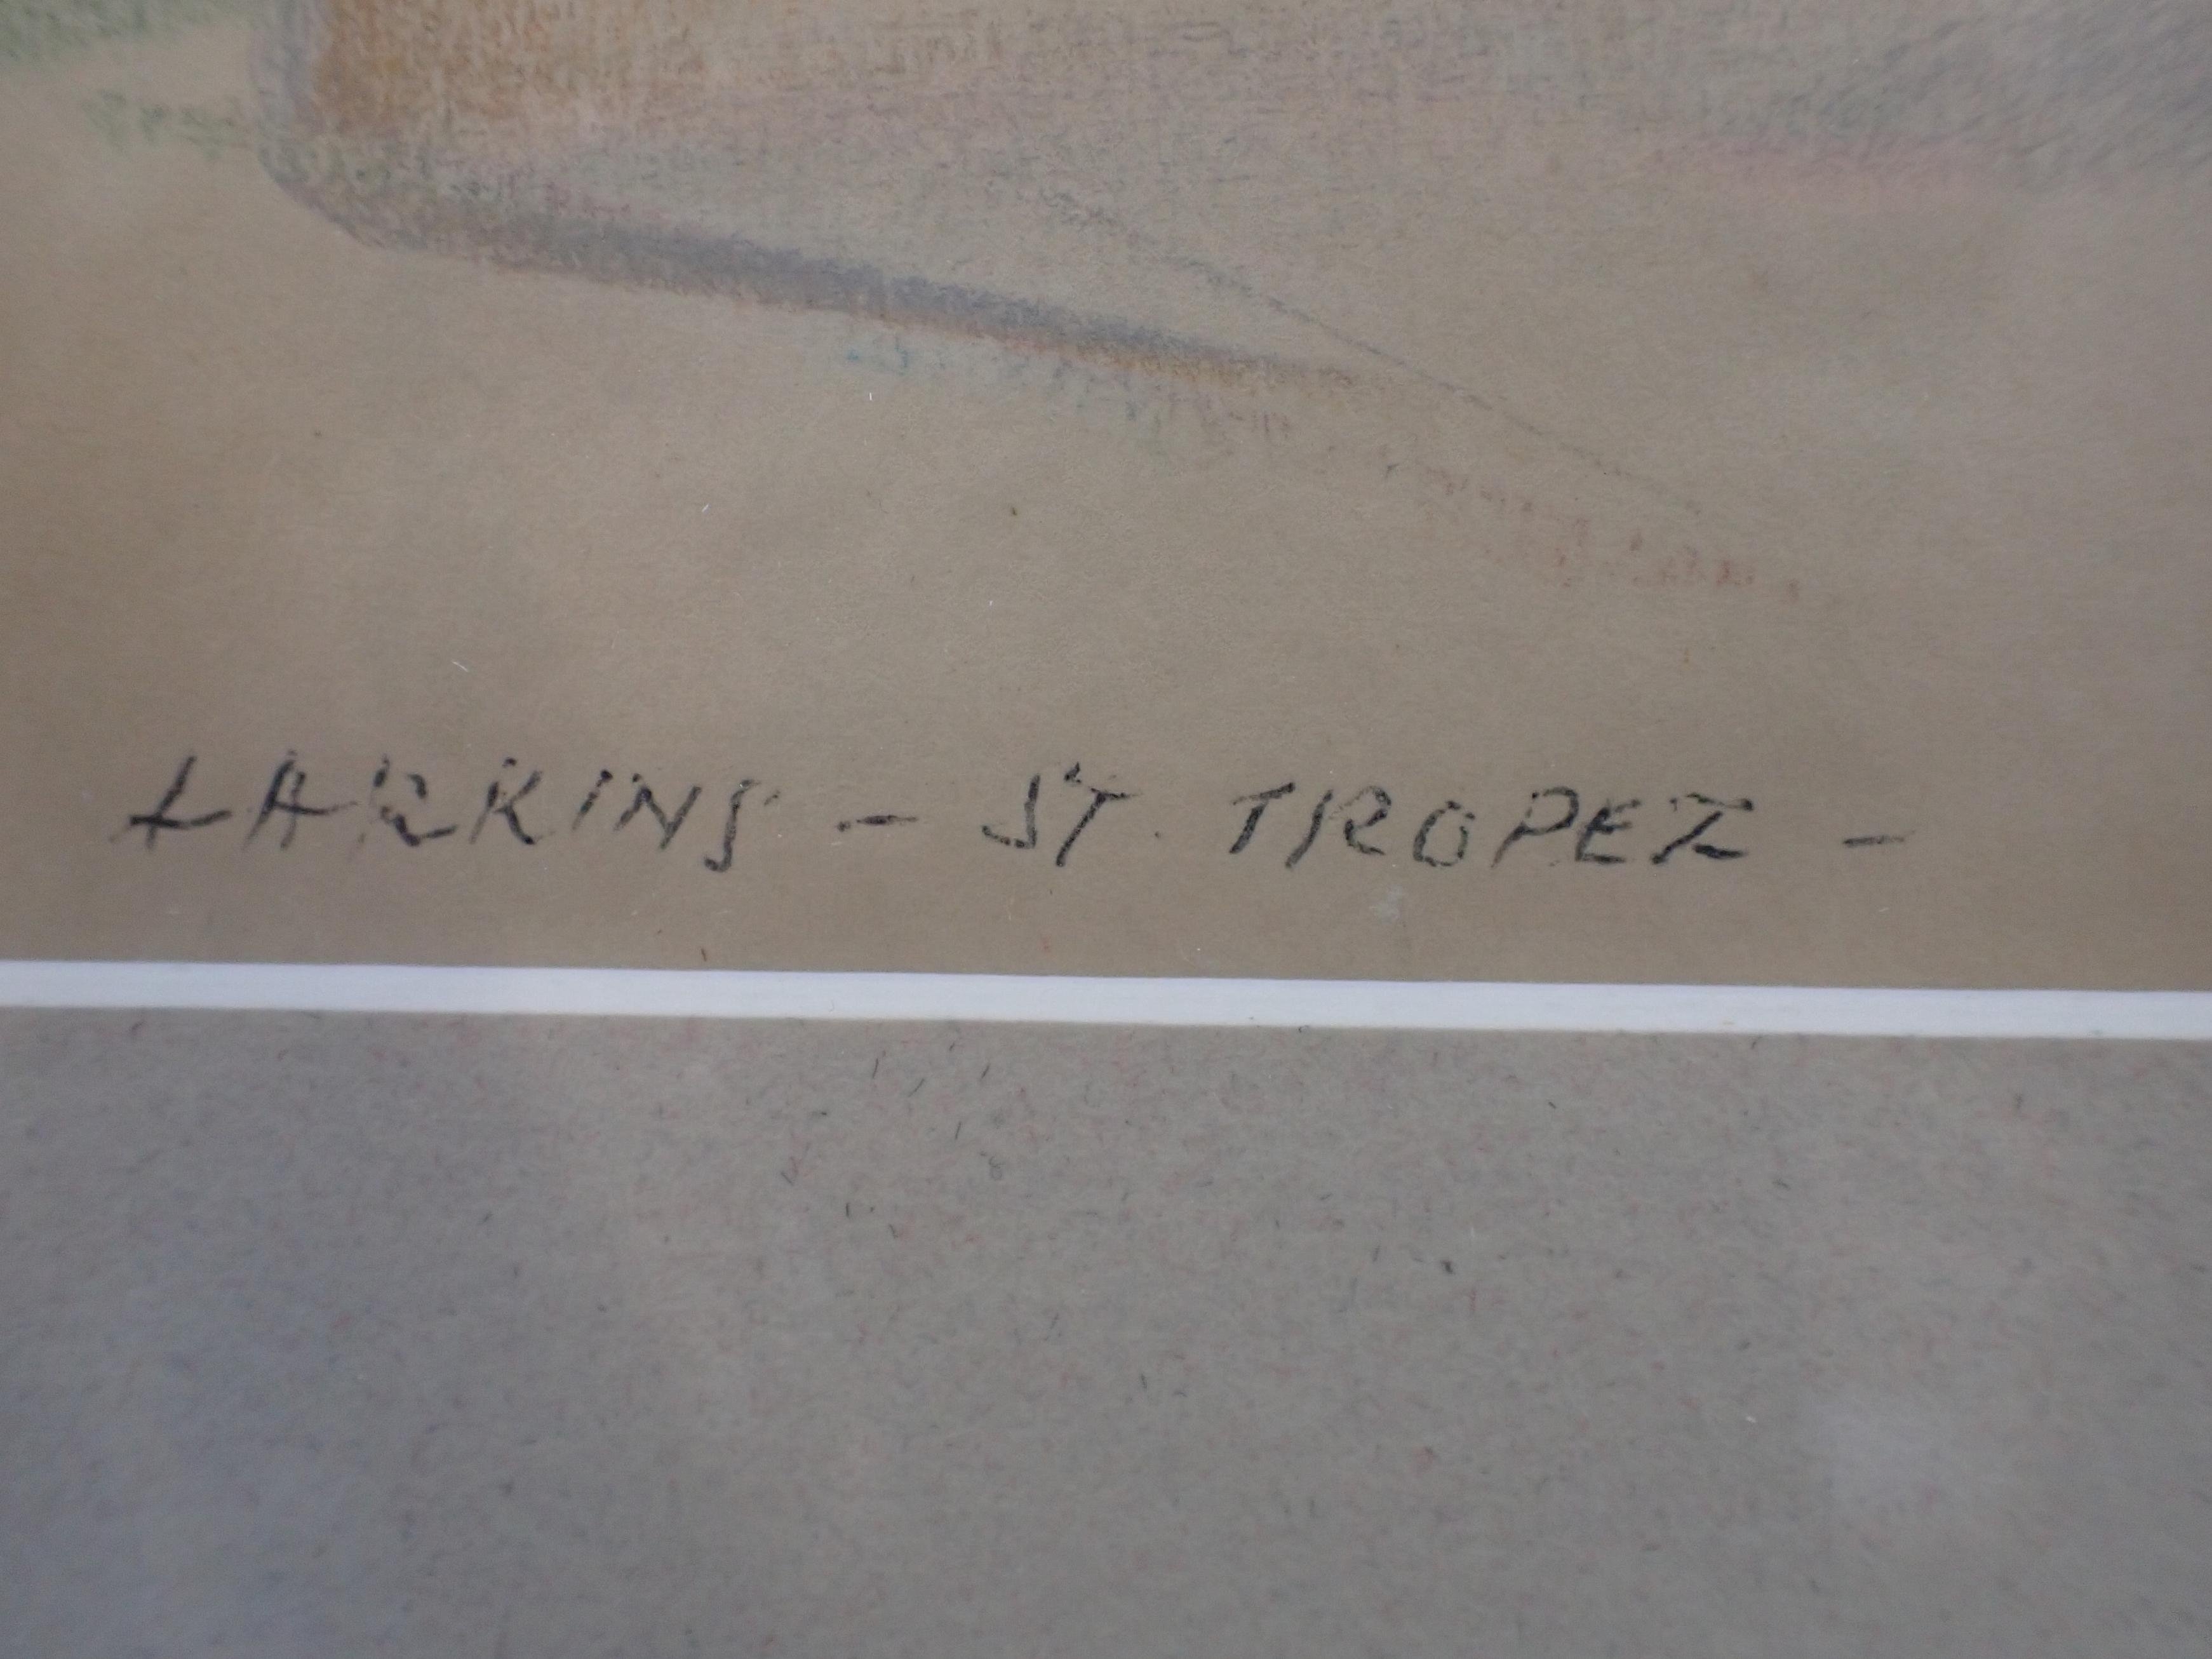 LARKINS - ST. TROPEZ -